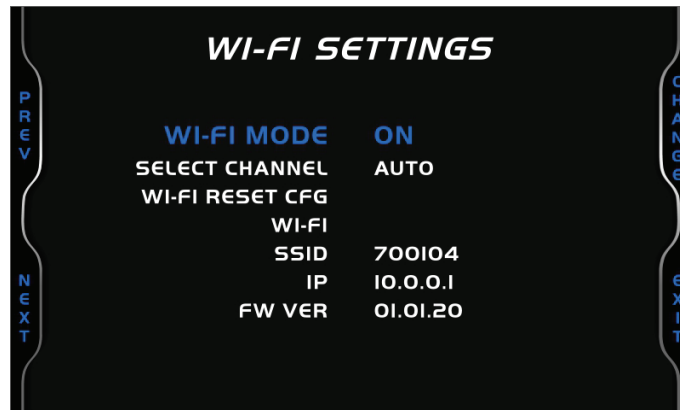 WI-FI SETTINGS
PREV
CHANGE
WI-FI MODE ON
SELECT CHANNEL AUTO
WI-FI RESET CFG
WI-FI
SSID 700104
IP 10.0.0.1
FW VER 01.01.20
NEXT
EXIT